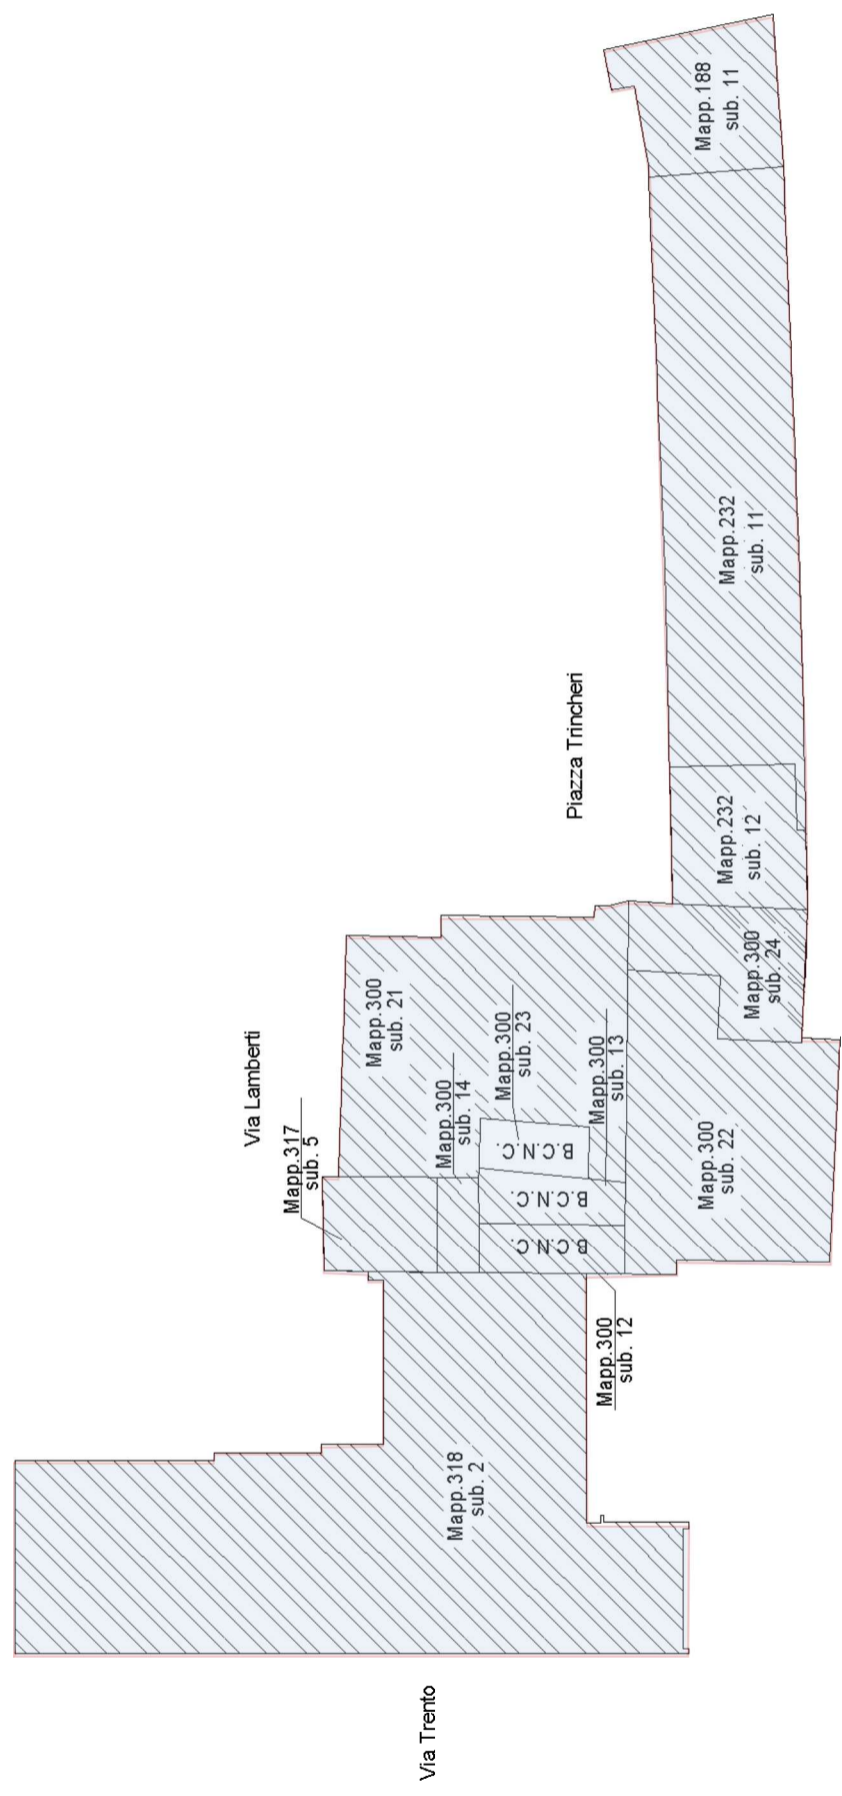 Mapp.188
sub. 11
Mapp.232
sub. 11
Piazza Trincheri
Mapp.232
sub. 12
Mapp.300
sub. 24
Mapp.300
sub. 21
Mapp.300
sub. 23
Mapp.300
sub. 13
Mapp.300
sub. 14
Via Lamberti
Mapp.317
sub. 5
B.C.N.C.
B.C.N.C.
B.C.N.C.
Mapp.300
sub. 22
Mapp.300
sub. 12
Mapp.318
sub. 2
Via Trento